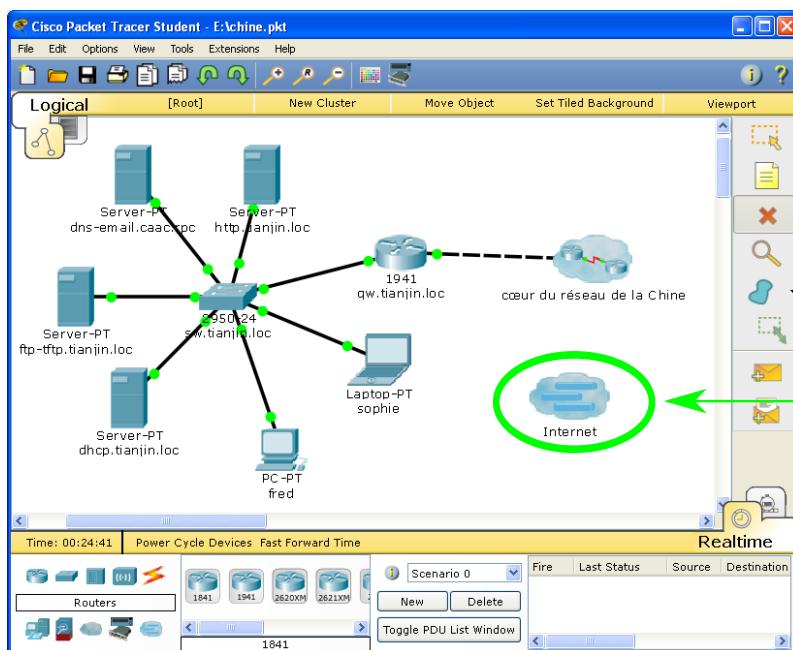 Cisco Packet Tracer Student - E:\chine.pkt
File Edit Options View Tools Extensions Help
Logical [Root] New Cluster Move Object Set Tiled Background Viewport
Server-PT
dns-email.caac.rpc
Server-PT
http.tianjin.loc
1941
gw.tianjin.loc
cœur du réseau de la Chine
2950-24
sw.tianjin.loc
Server-PT
ftp-tftp.tianjin.loc
Laptop-PT
sophie
Internet
Server-PT
dhcp.tianjin.loc
PC-PT
fred
Time: 00:24:41 Power Cycle Devices Fast Forward Time Realtime
Routers
1841 1941 2620XM 2621XM
1841
Scenario 0
New Delete
Toggle PDU List Window
Fire Last Status Source Destination